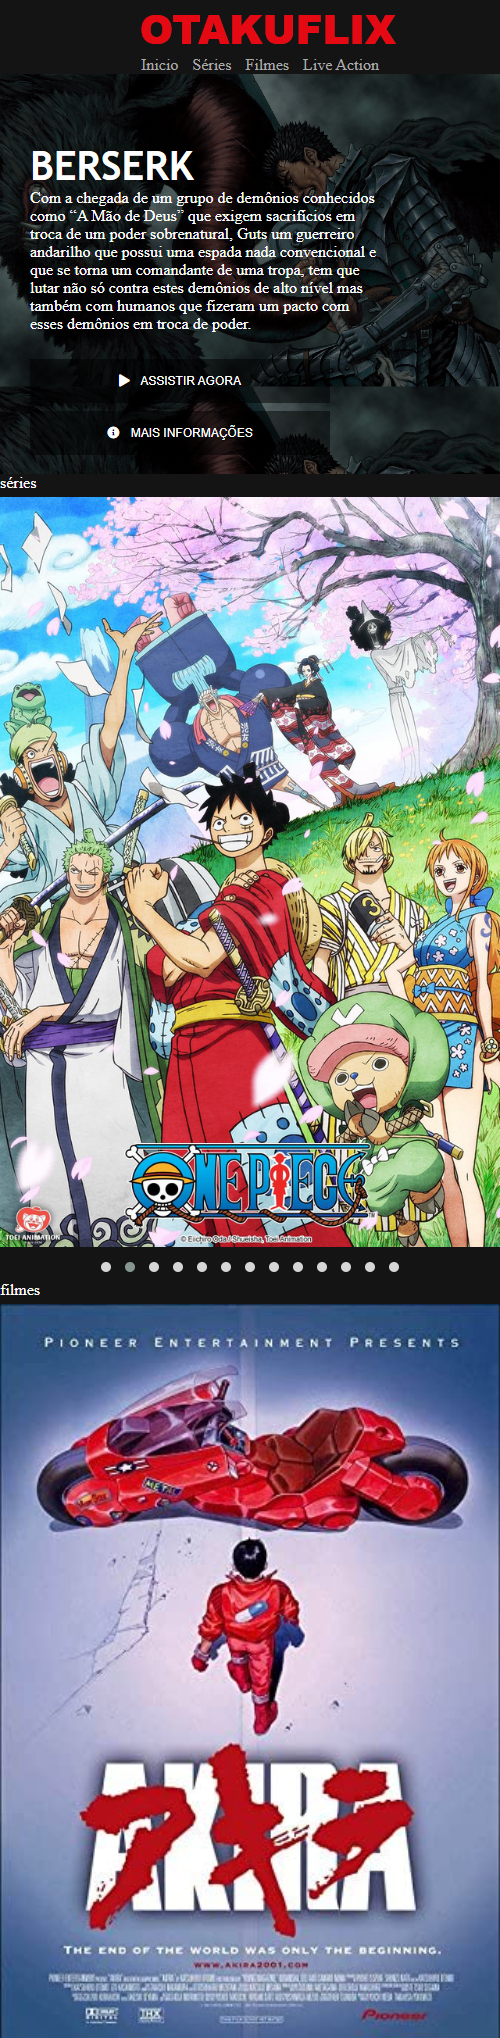 OTAKUFLIX
Inicio Séries Filmes Live Action
BERSERK
Com a chegada de um grupo de demônios conhecidos
como “A Mão de Deus” que exigem sacrifícios em
troca de um poder sobrenatural, Guts um guerreiro
andarilho que possui uma espada nada convencional e
que se torna um comandante de uma tropa, tem que
lutar não só contra estes demônios de alto nível mas
também com humanos que fizeram um pacto com
esses demônios em troca de poder.
ASSISTIR AGORA
MAIS INFORMAÇÕES
séries
3
ONE PIECE
TOEI ANIMATION
© Eiichiro Oda / Shueisha, Toei Animation
filmes
PIONEER ENTERTAINMENT PRESENTS
METAL
AKIRA
アキラ
THE END OF THE WORLD WAS ONLY THE BEGINNING.
WWW.AKIRA2001.COM
DIGITAL
THX
Pioneer